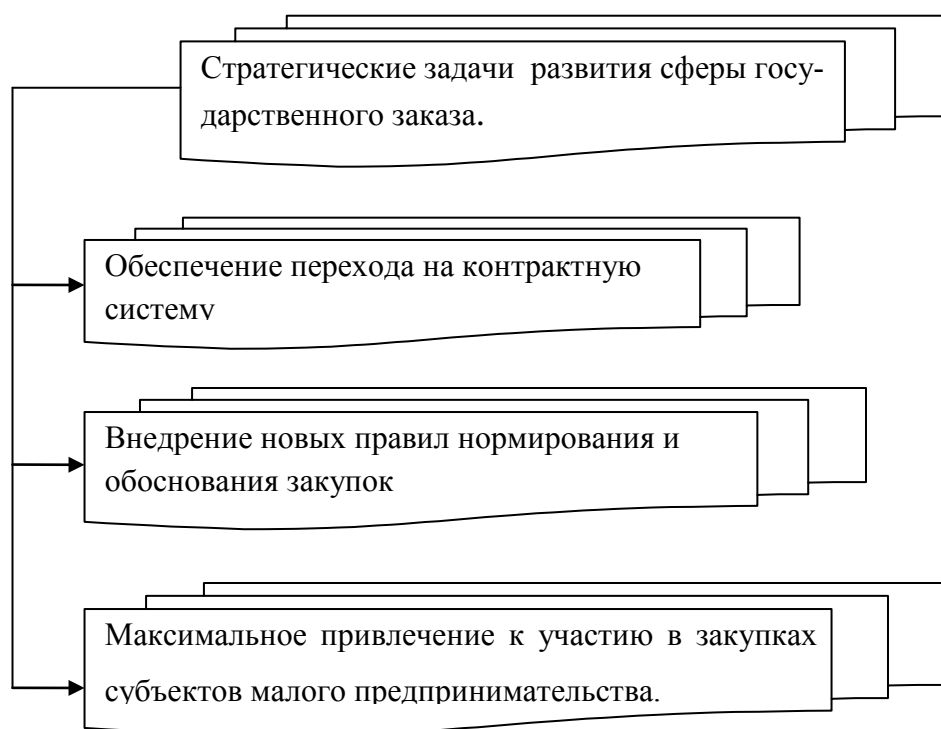 Стратегические задачи развития сферы госу-
дарственного заказа.
Обеспечение перехода на контрактную
систему
Внедрение новых правил нормирования и
обоснования закупок
Максимальное привлечение к участию в закупках
субъектов малого предпринимательства.